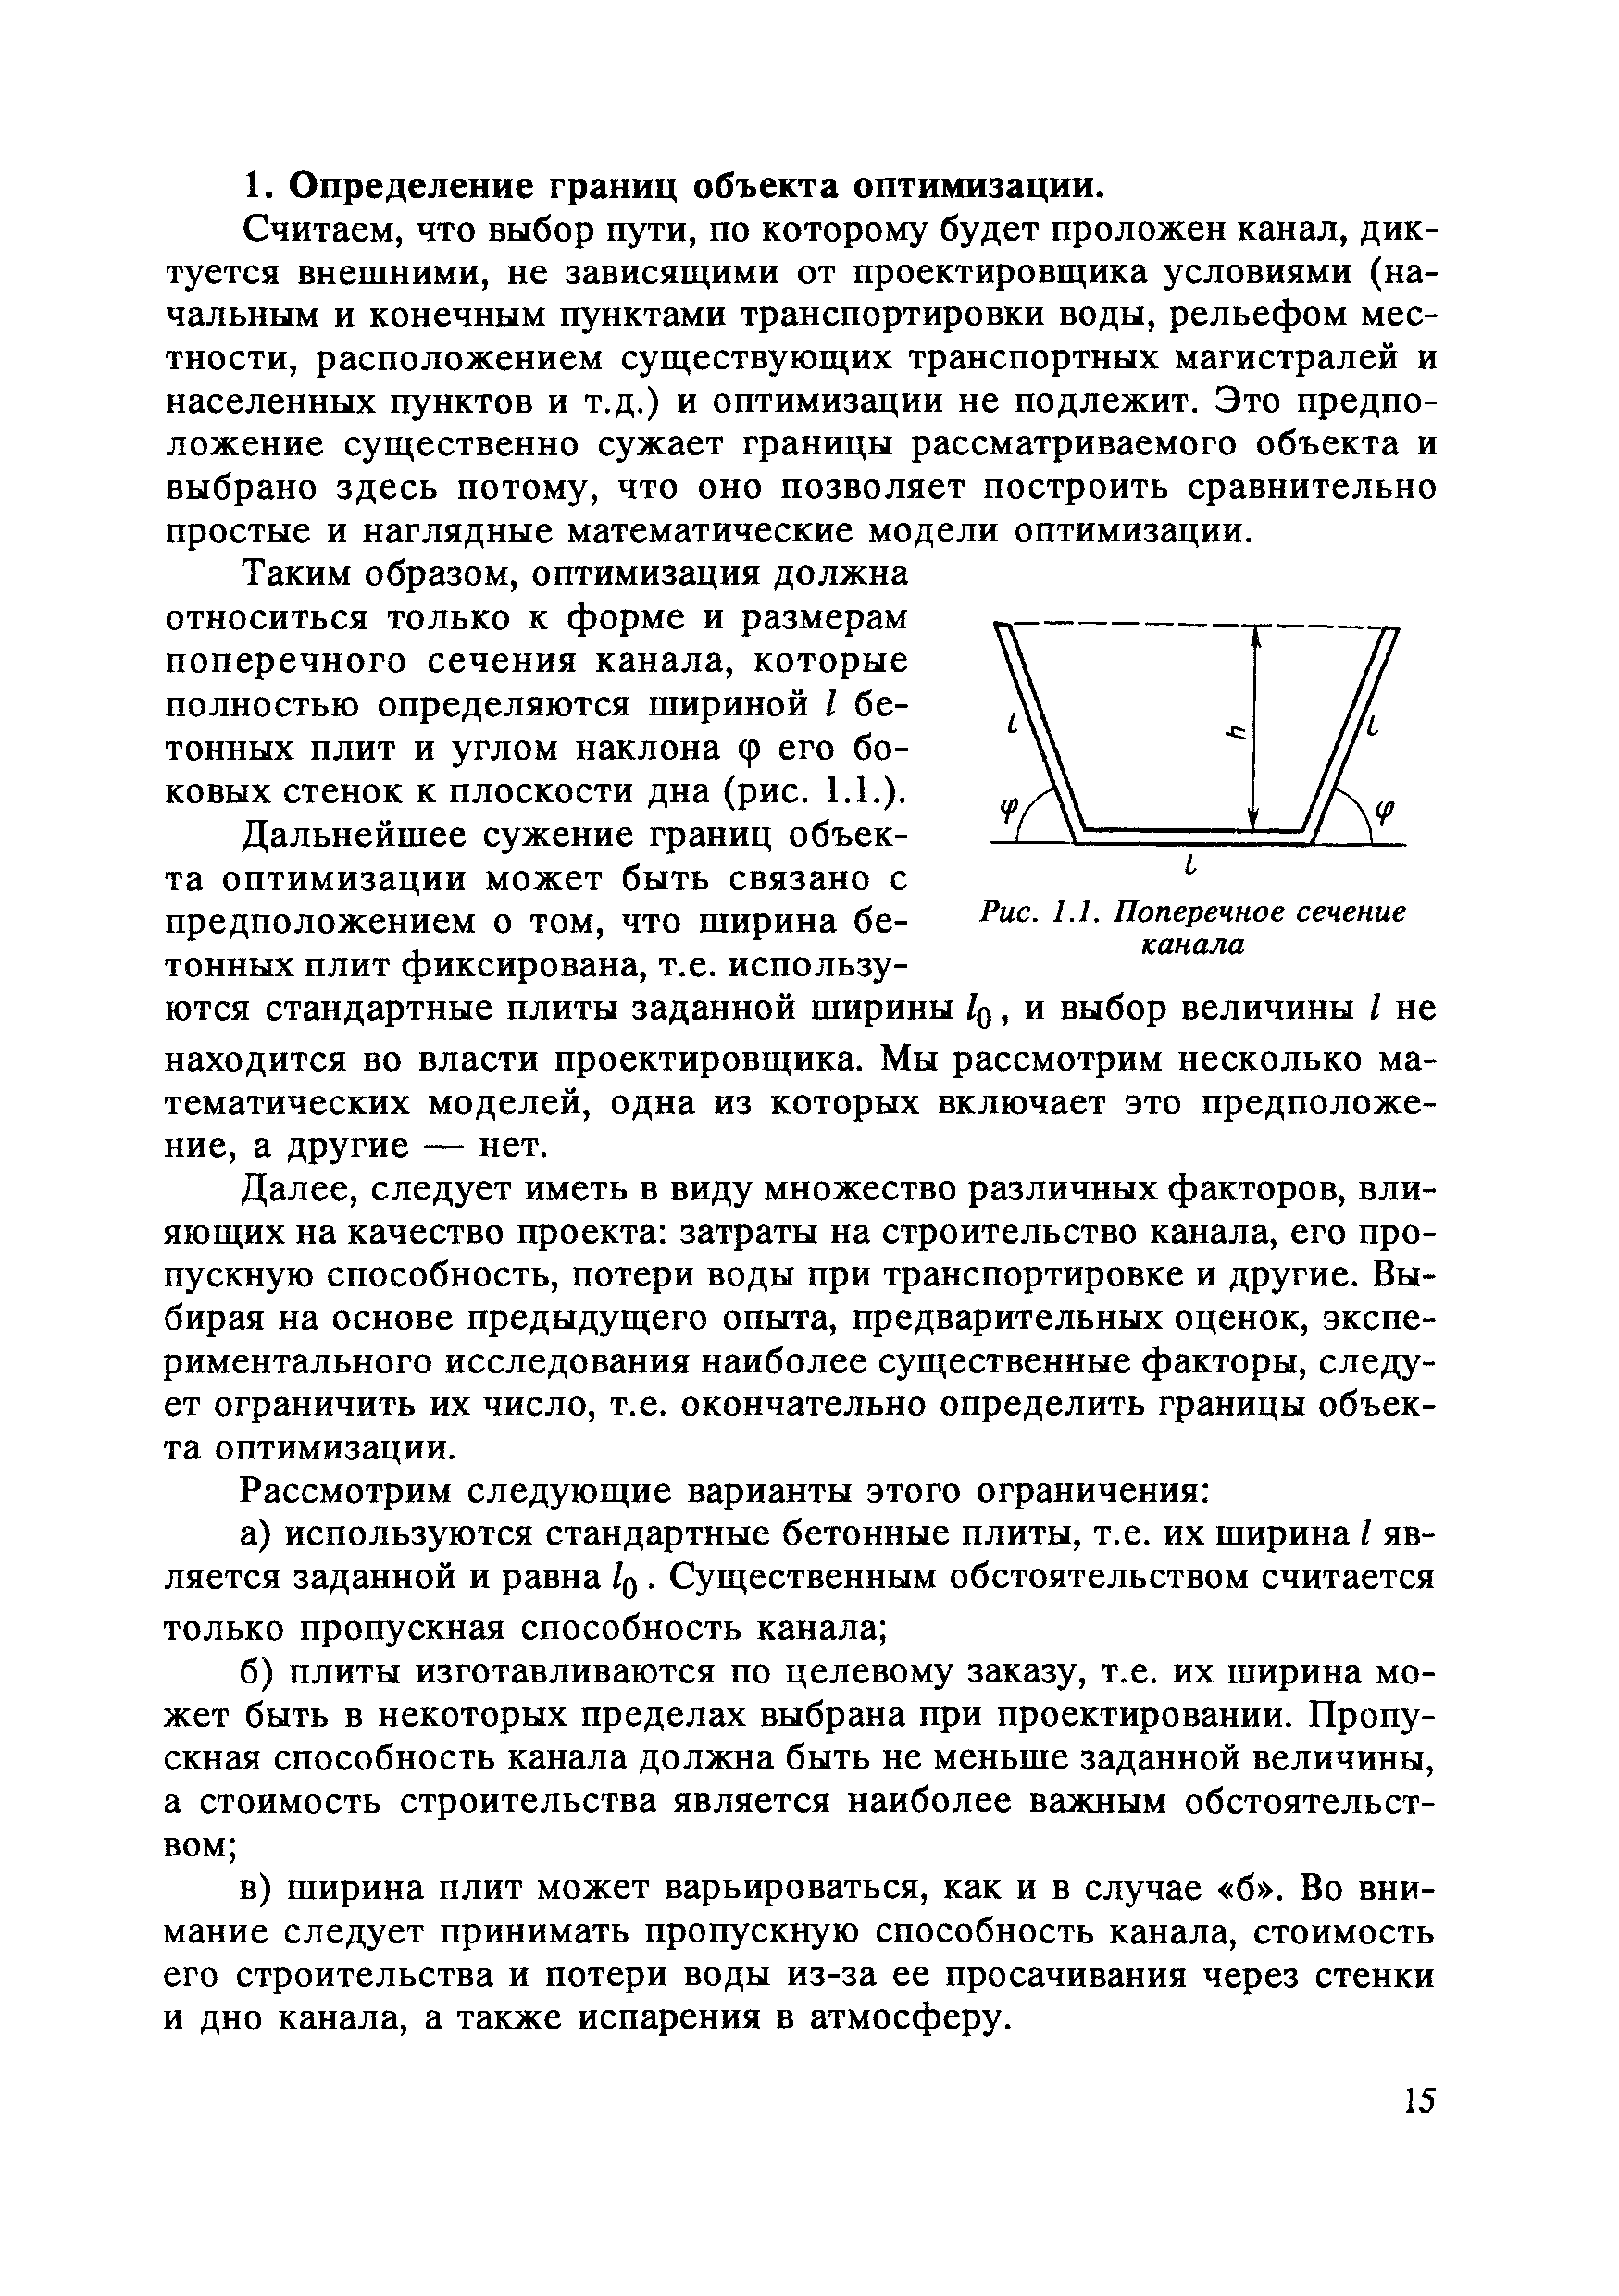 1. Определение границ объекта оптимизации.
Считаем, что выбор пути, по которому будет проложен канал, дик-
туется внешними, не зависящими от проектировщика условиями (на-
чальным и конечным пунктами транспортировки воды, рельефом мес-
тности, расположением существующих транспортных магистралей и
населенных пунктов и т.д.) и оптимизации не подлежит. Это предпо-
ложение существенно сужает границы рассматриваемого объекта и
выбрано здесь потому, что оно позволяет построить сравнительно
простые и наглядные математические модели оптимизации.
Таким образом, оптимизация должна
относиться только к форме и размерам
поперечного сечения канала, которые
полностью определяются шириной l бе-
тонных плит и углом наклона φ его бо-
ковых стенок к плоскости дна (рис. 1.1.).
Дальнейшее сужение границ объек-
та оптимизации может быть связано с
предположением о том, что ширина бе-
тонных плит фиксирована, т.е. использу-
l
h
l
φ
φ
l
Рис. 1.1. Поперечное сечение
канала
ются стандартные плиты заданной ширины l₀, и выбор величины l не
находится во власти проектировщика. Мы рассмотрим несколько ма-
тематических моделей, одна из которых включает это предположе-
ние, а другие — нет.
Далее, следует иметь в виду множество различных факторов, вли-
яющих на качество проекта: затраты на строительство канала, его про-
пускную способность, потери воды при транспортировке и другие. Вы-
бирая на основе предыдущего опыта, предварительных оценок, экспе-
риментального исследования наиболее существенные факторы, следу-
ет ограничить их число, т.е. окончательно определить границы объек-
та оптимизации.
Рассмотрим следующие варианты этого ограничения:
а) используются стандартные бетонные плиты, т.е. их ширина l яв-
ляется заданной и равна l₀. Существенным обстоятельством считается
только пропускная способность канала;
б) плиты изготавливаются по целевому заказу, т.е. их ширина мо-
жет быть в некоторых пределах выбрана при проектировании. Пропу-
скная способность канала должна быть не меньше заданной величины,
а стоимость строительства является наиболее важным обстоятельст-
вом;
в) ширина плит может варьироваться, как и в случае «б». Во вни-
мание следует принимать пропускную способность канала, стоимость
его строительства и потери воды из-за ее просачивания через стенки
и дно канала, а также испарения в атмосферу.
15